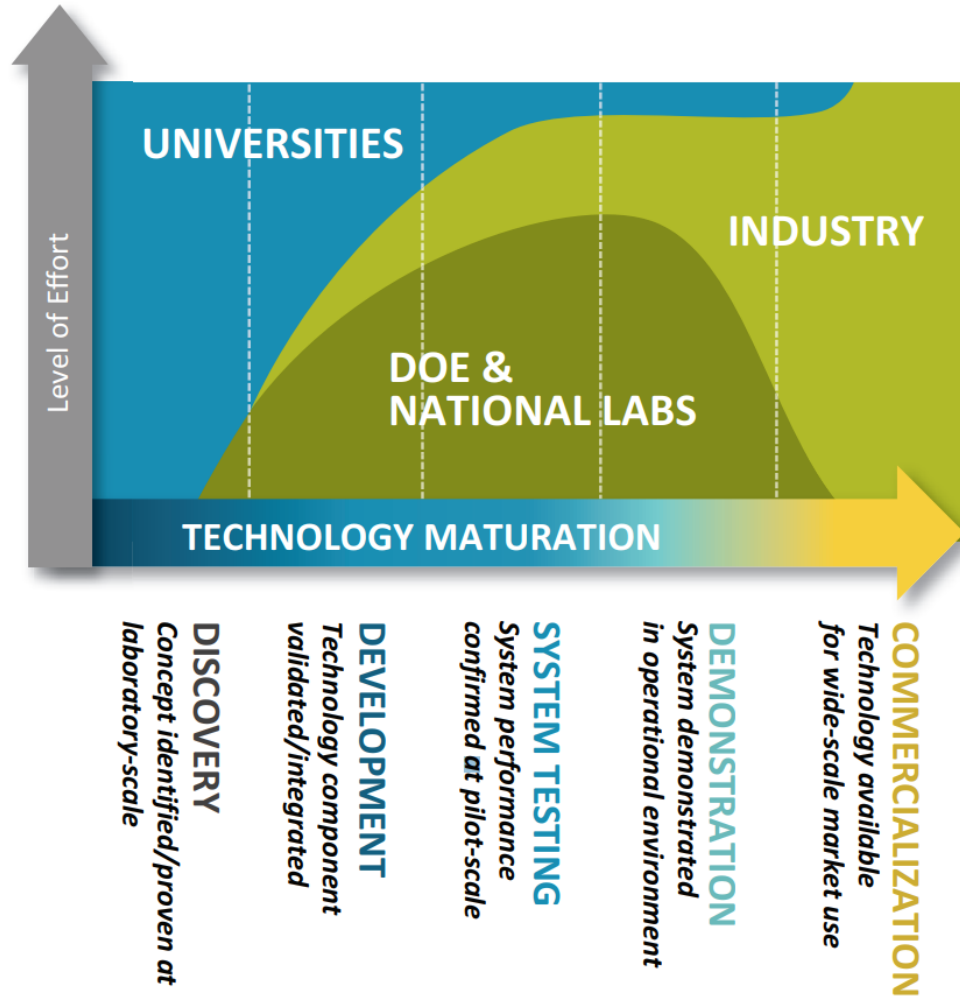 UNIVERSITIES
INDUSTRY
Level of Effort
DOE &
NATIONAL LABS
TECHNOLOGY MATURATION
DISCOVERY
Concept identified/proven at
laboratory-scale
DEVELOPMENT
Technology component
validated/integrated
SYSTEM TESTING
System performance
confirmed at pilot-scale
DEMONSTRATION
System demonstrated
in operational environment
COMMERCIALIZATION
Technology available
for wide-scale market use